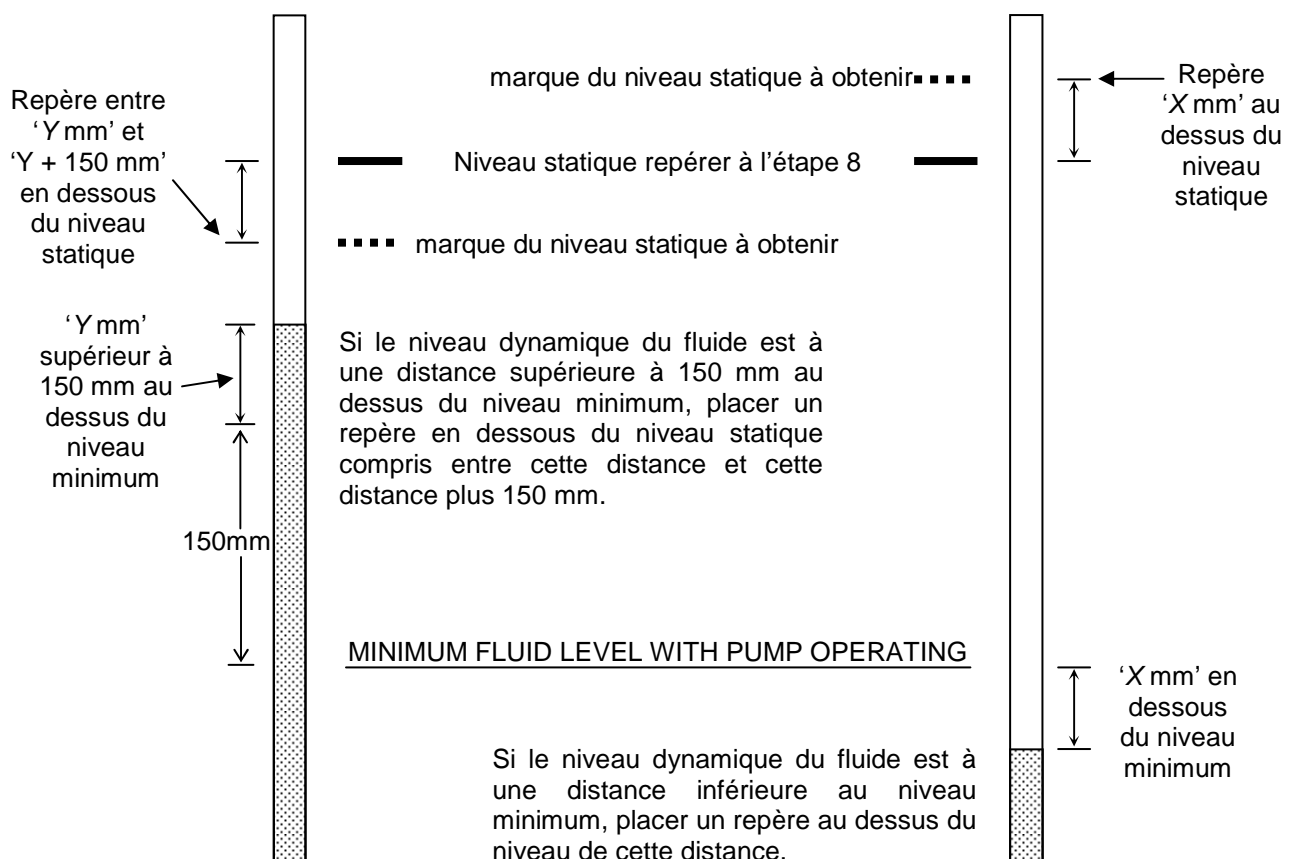 marque du niveau statique à obtenir
Repère
‘X mm’ au
dessus du
niveau
statique
Repère entre
‘Y mm’ et
‘Y + 150 mm’
en dessous
du niveau
statique
Niveau statique repérer à l’étape 8
marque du niveau statique à obtenir
‘Y mm’
supérieur à
150 mm au
dessus du
niveau
minimum
Si le niveau dynamique du fluide est à
une distance supérieure à 150 mm au
dessus du niveau minimum, placer un
repère en dessous du niveau statique
compris entre cette distance et cette
distance plus 150 mm.
150mm
MINIMUM FLUID LEVEL WITH PUMP OPERATING
‘X mm’ en
dessous
du niveau
minimum
Si le niveau dynamique du fluide est à
une distance inférieure au niveau
minimum, placer un repère au dessus du
niveau de cette distance.